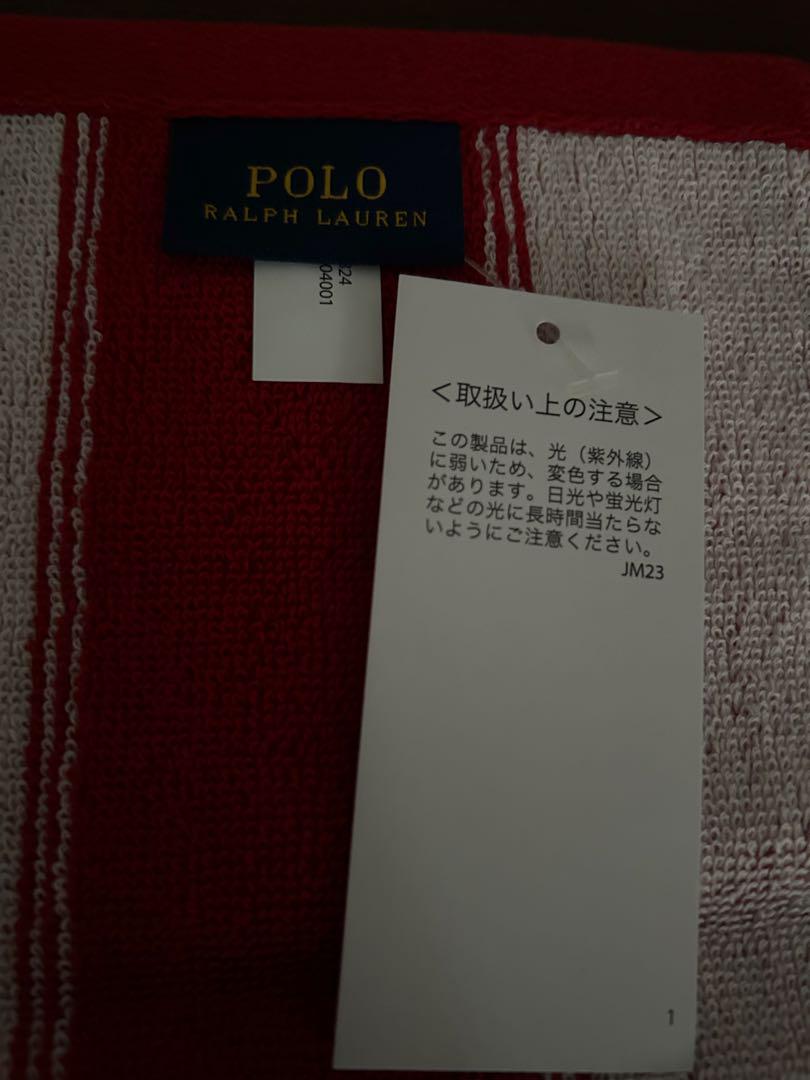 POLO
RALPH LAUREN
324
04001
＜取扱い上の注意＞
この製品は、光（紫外線）
に弱いため、変色する場合
があります。日光や蛍光灯
などの光に長時間当たらな
いようにご注意ください。
JM23
1